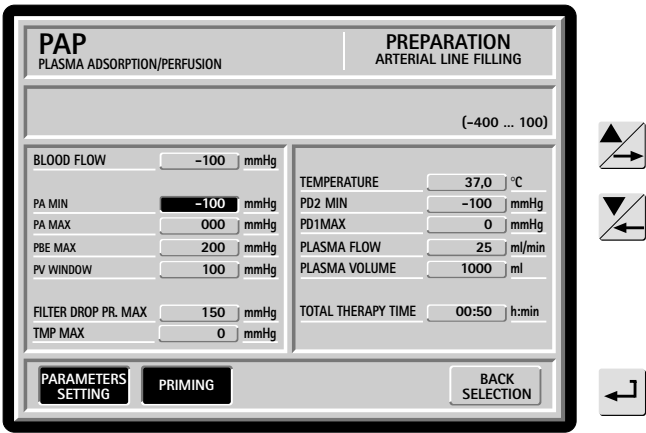 PAP
PLASMA ADSORPTION/PERFUSION
PREPARATION
ARTERIAL LINE FILLING
(-400 ... 100)
BLOOD FLOW -100 mmHg
PA MIN -100 mmHg
PA MAX 000 mmHg
PBE MAX 200 mmHg
PV WINDOW 100 mmHg
FILTER DROP PR. MAX 150 mmHg
TMP MAX 0 mmHg
TEMPERATURE 37,0 °C
PD2 MIN -100 mmHg
PD1MAX 0 mmHg
PLASMA FLOW 25 ml/min
PLASMA VOLUME 1000 ml
TOTAL THERAPY TIME 00:50 h:min
PARAMETERS
SETTING
PRIMING
BACK
SELECTION